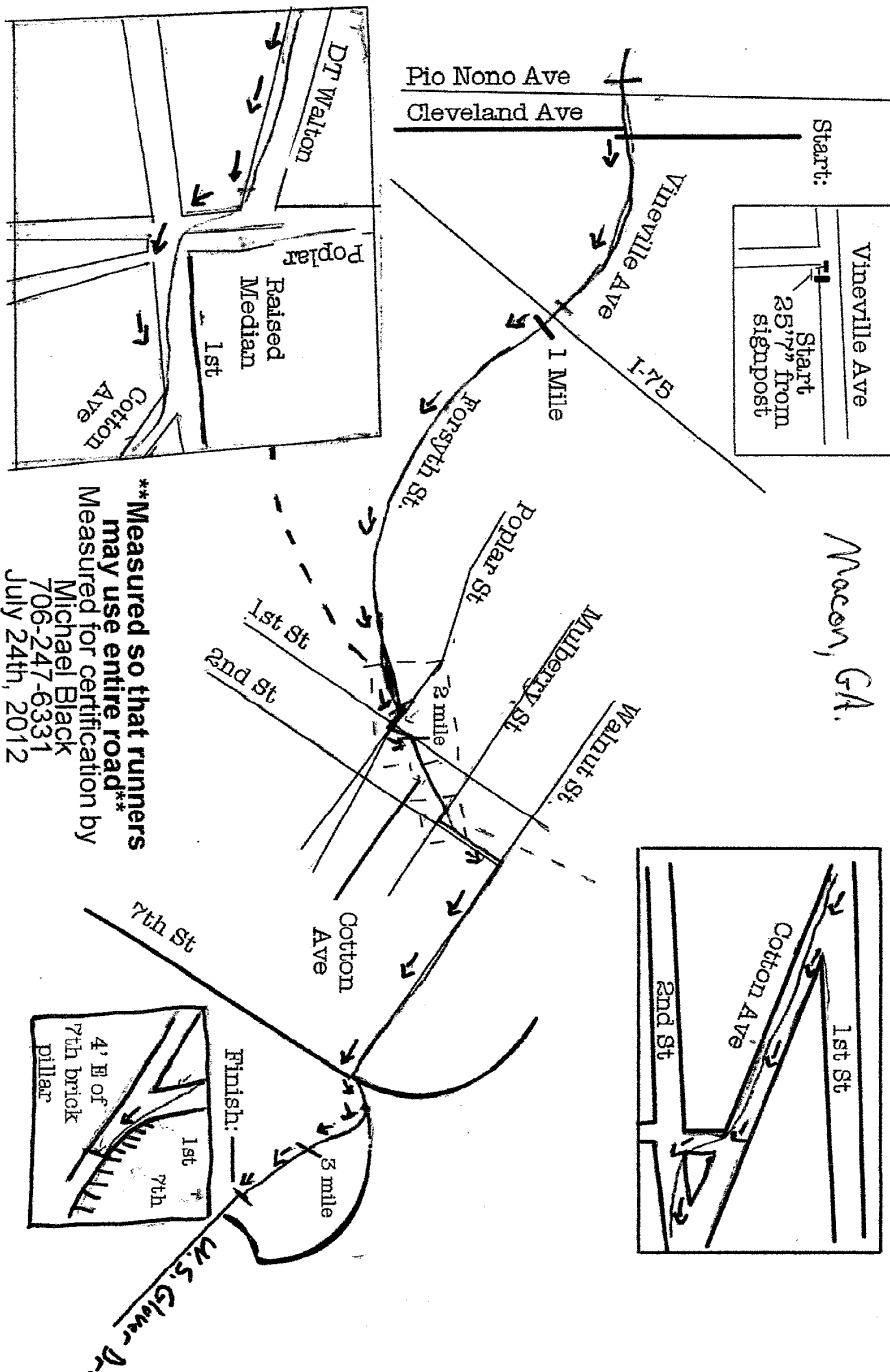 Macon, GA.
Pio Nono Ave
Cleveland Ave
Start:
Vineville Ave
Start
25'7" from
signpost
Vineville Ave
I-75
1 Mile
Forsyth St.
Poplar St
Mulberry St
Walnut St.
1st St
2nd St
2 mile
Cotton
Ave
7th St
3 mile
Finish:
W.S. Glover Dr.
DT Walton
Poplar
Raised
Median
1st
Cotton
Ave
1st St
Cotton Ave
2nd St
4' E of
7th brick
pillar
1st
7th
**Measured so that runners
may use entire road**
Measured for certification by
Michael Black
706-247-6331
July 24th, 2012